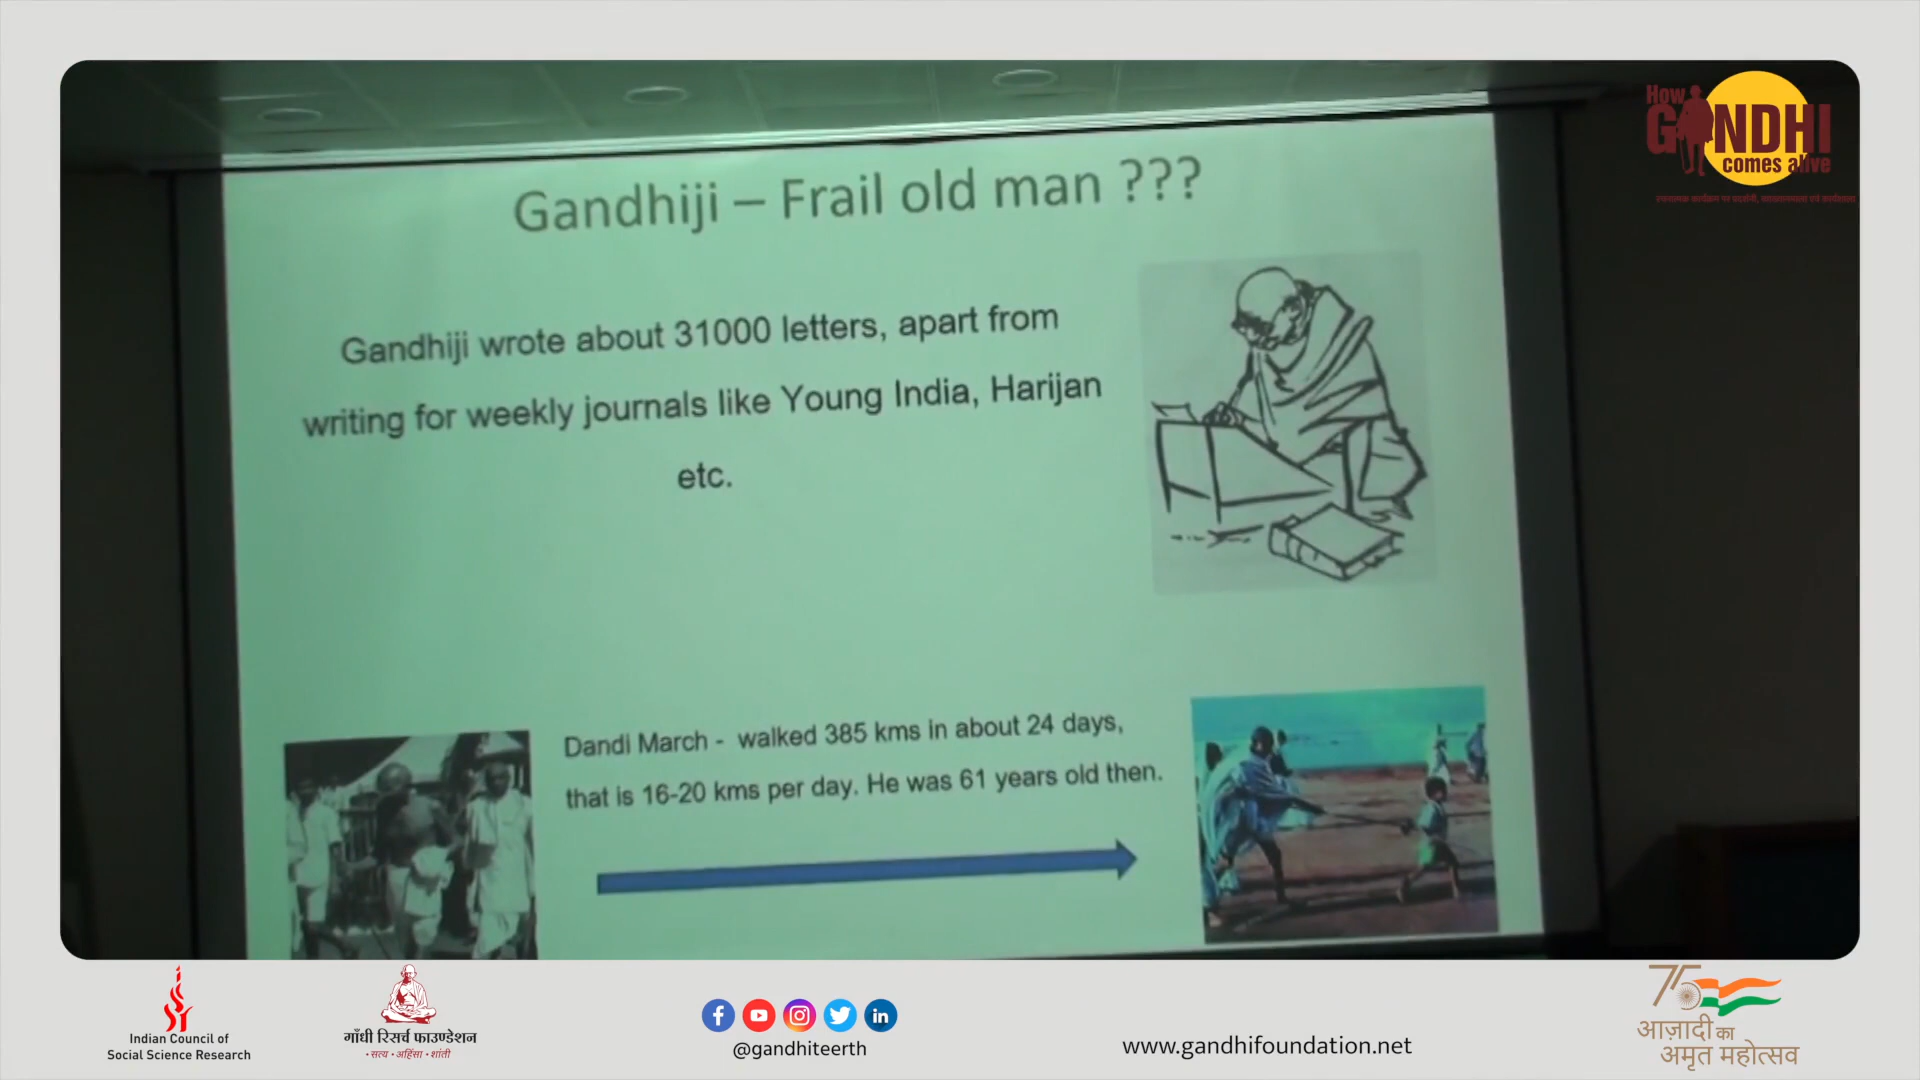 How
GANDHI
comes alive
Gandhiji – Frail old man ???
Gandhiji wrote about 31000 letters, apart from
writing for weekly journals like Young India, Harijan
etc.
Dandi March - walked 385 kms in about 24 days,
that is 16-20 kms per day. He was 61 years old then.
Indian Council of
Social Science Research
गाँधी रिसर्च फाउण्डेशन
• सत्य • अहिंसा • शांती
@gandhiteerth
www.gandhifoundation.net
75
आज़ादी का
अमृत महोत्सव